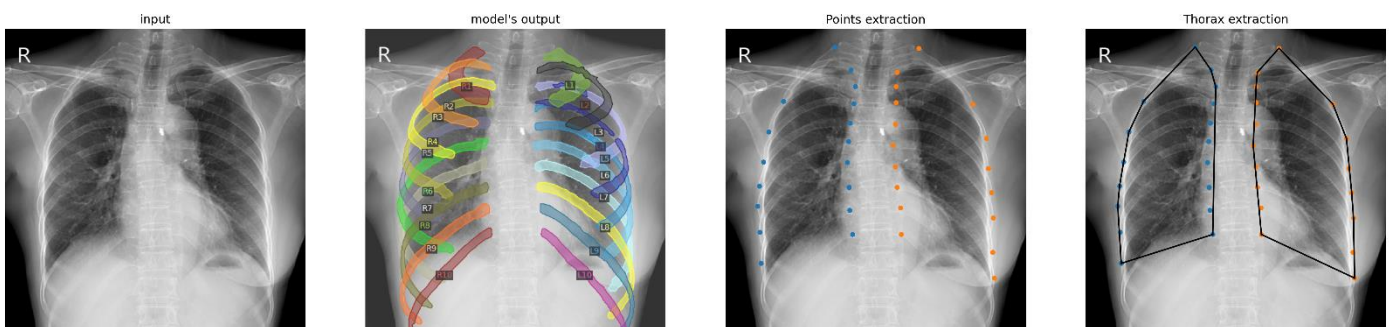 input
model's output
Points extraction
Thorax extraction
R
R
R
R
R1
L1
R2
L2
R3
L3
R4
R5
L5
L6
R6
L7
R7
R8
L8
R9
L9
R10
L10